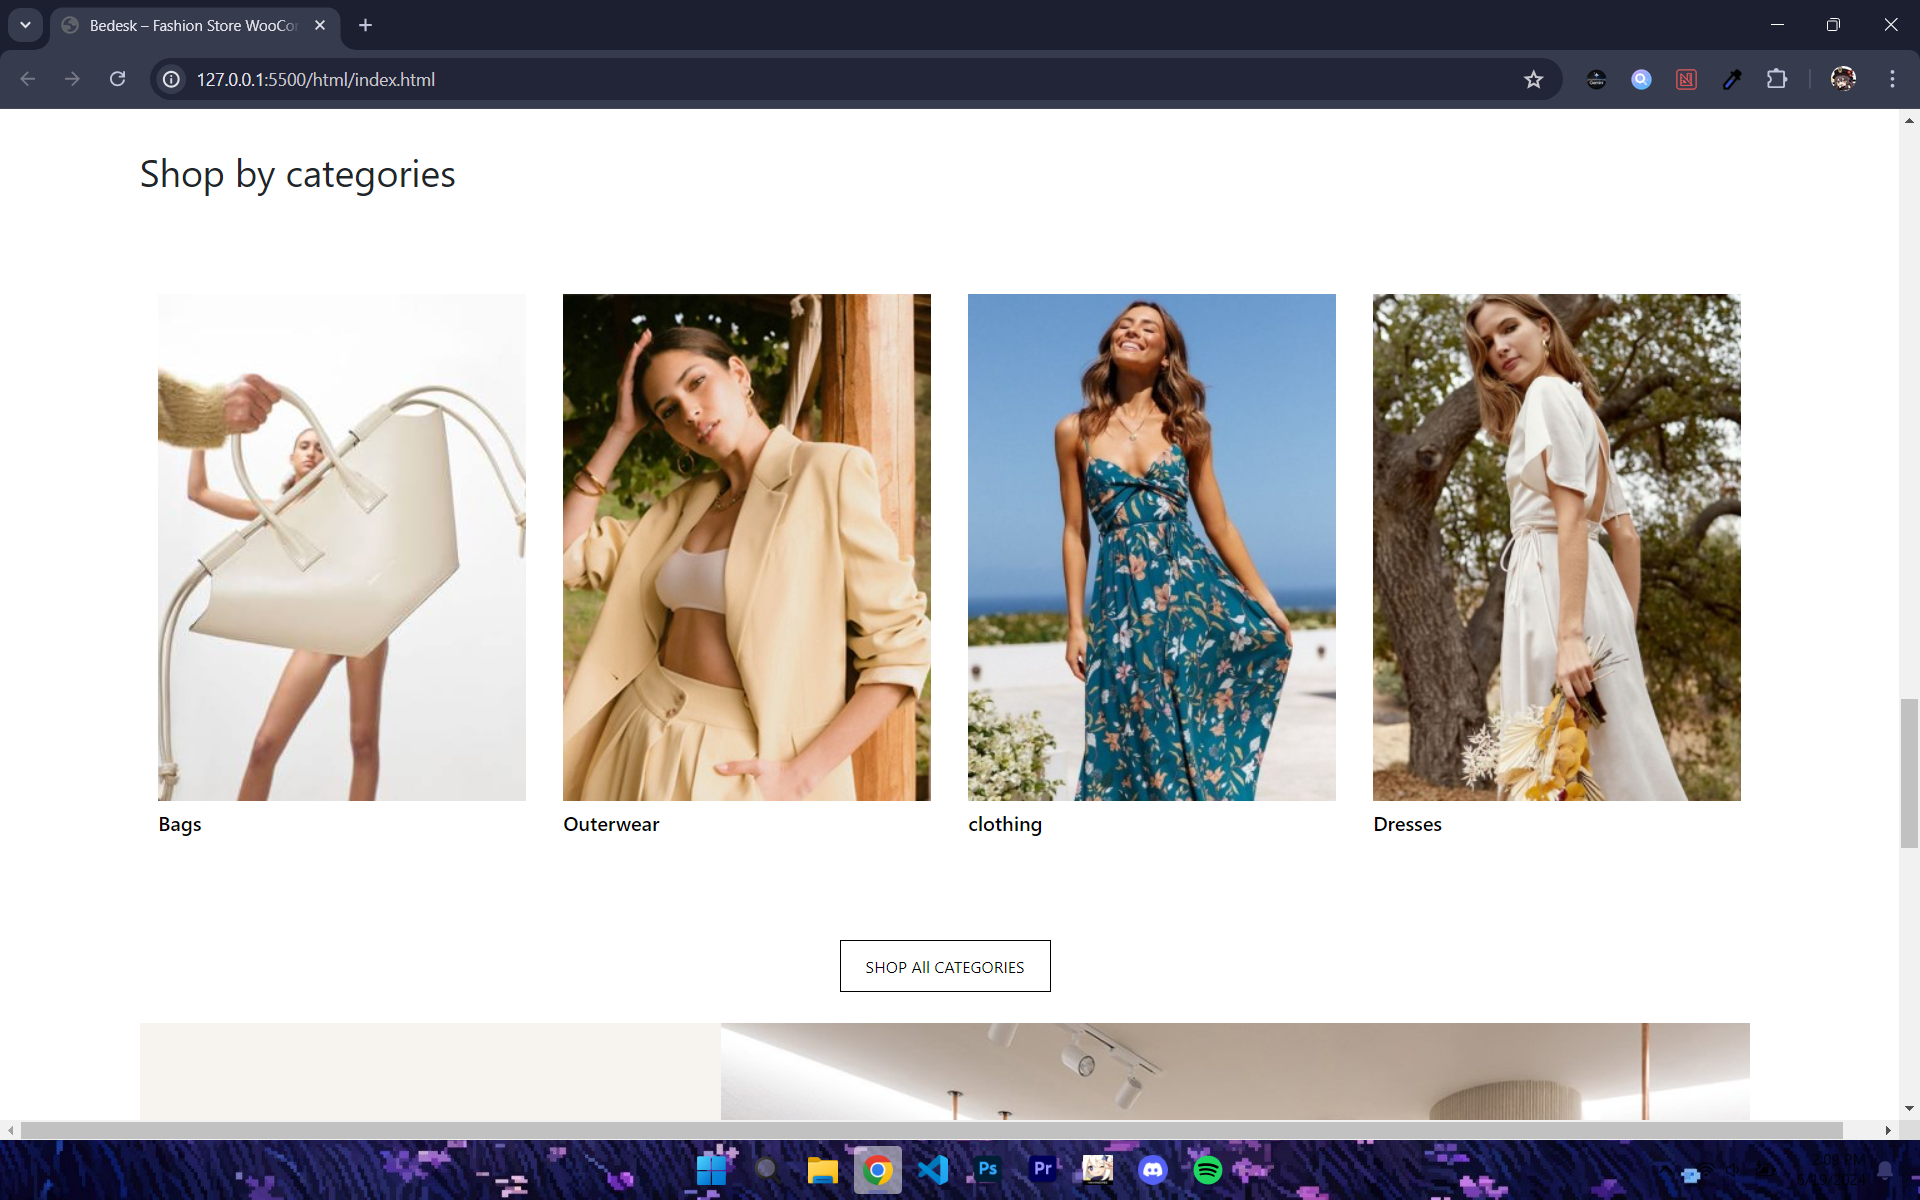 Bedesk – Fashion Store WooCor
127.0.0.1:5500/html/index.html
Shop by categories
Bags
Outerwear
clothing
Dresses
SHOP All CATEGORIES
Ps
Pr